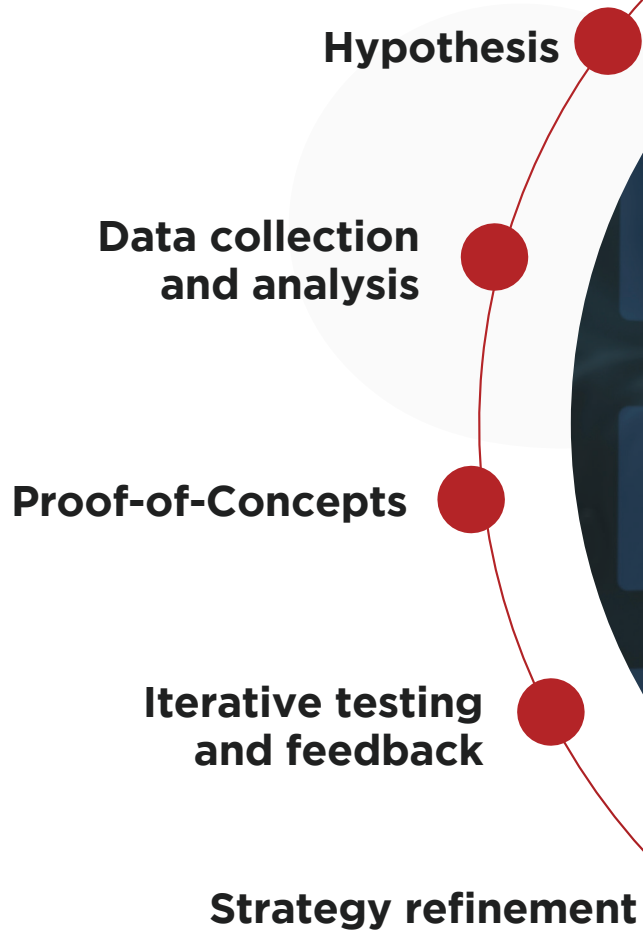 Hypothesis
Data collection
and analysis
Proof-of-Concepts
Iterative testing
and feedback
Strategy refinement